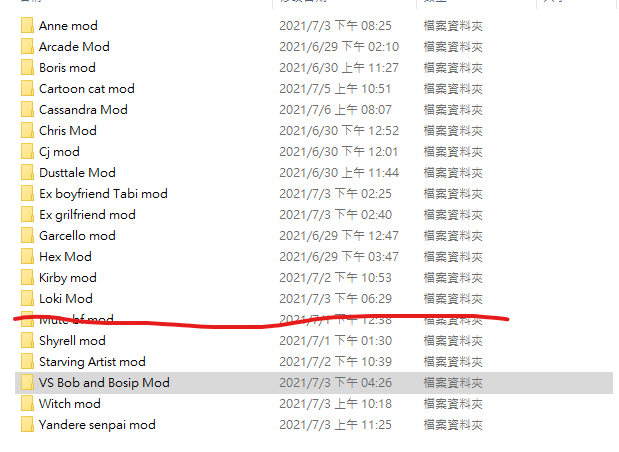 Anne mod 2021/7/3 下午 08:25 檔案資料夾
Arcade Mod 2021/6/29 下午 02:10 檔案資料夾
Boris mod 2021/6/30 上午 11:27 檔案資料夾
Cartoon cat mod 2021/7/5 上午 10:51 檔案資料夾
Cassandra Mod 2021/7/6 上午 08:07 檔案資料夾
Chris Mod 2021/6/30 下午 12:52 檔案資料夾
Cj mod 2021/6/30 下午 12:01 檔案資料夾
Dusttale Mod 2021/6/30 上午 11:44 檔案資料夾
Ex boyfriend Tabi mod 2021/7/3 下午 02:25 檔案資料夾
Ex grilfriend mod 2021/7/3 下午 02:40 檔案資料夾
Garcello mod 2021/6/29 下午 12:47 檔案資料夾
Hex Mod 2021/6/29 下午 03:47 檔案資料夾
Kirby mod 2021/7/2 下午 10:53 檔案資料夾
Loki Mod 2021/7/3 下午 06:29 檔案資料夾
Mute bf mod 2021/7/1 下午 12:58 檔案資料夾
Shyrell mod 2021/7/1 下午 01:30 檔案資料夾
Starving Artist mod 2021/7/2 下午 10:39 檔案資料夾
VS Bob and Bosip Mod 2021/7/3 下午 04:26 檔案資料夾
Witch mod 2021/7/3 上午 10:18 檔案資料夾
Yandere senpai mod 2021/7/3 上午 11:25 檔案資料夾